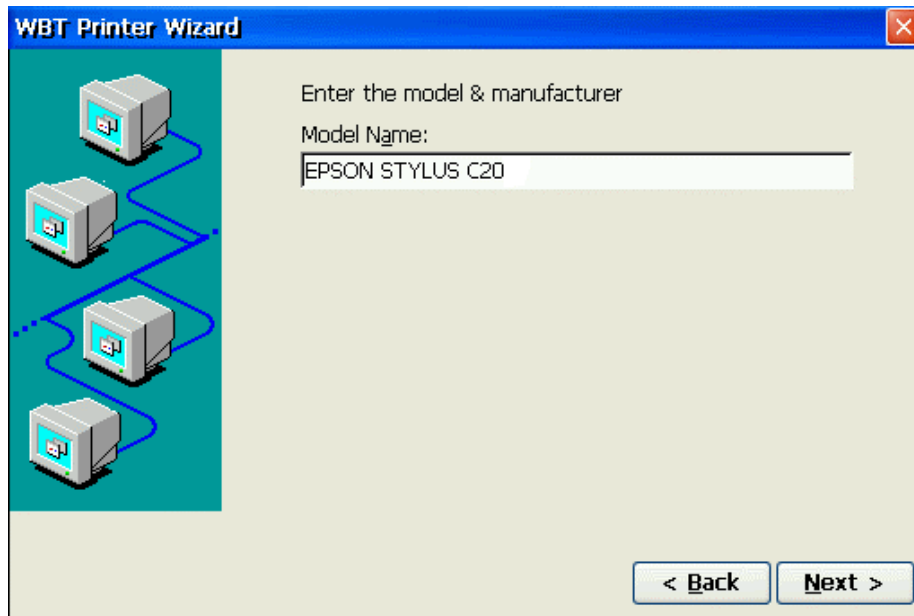 WBT Printer Wizard
Enter the model & manufacturer
Model Name:
EPSON STYLUS C20
< Back Next >